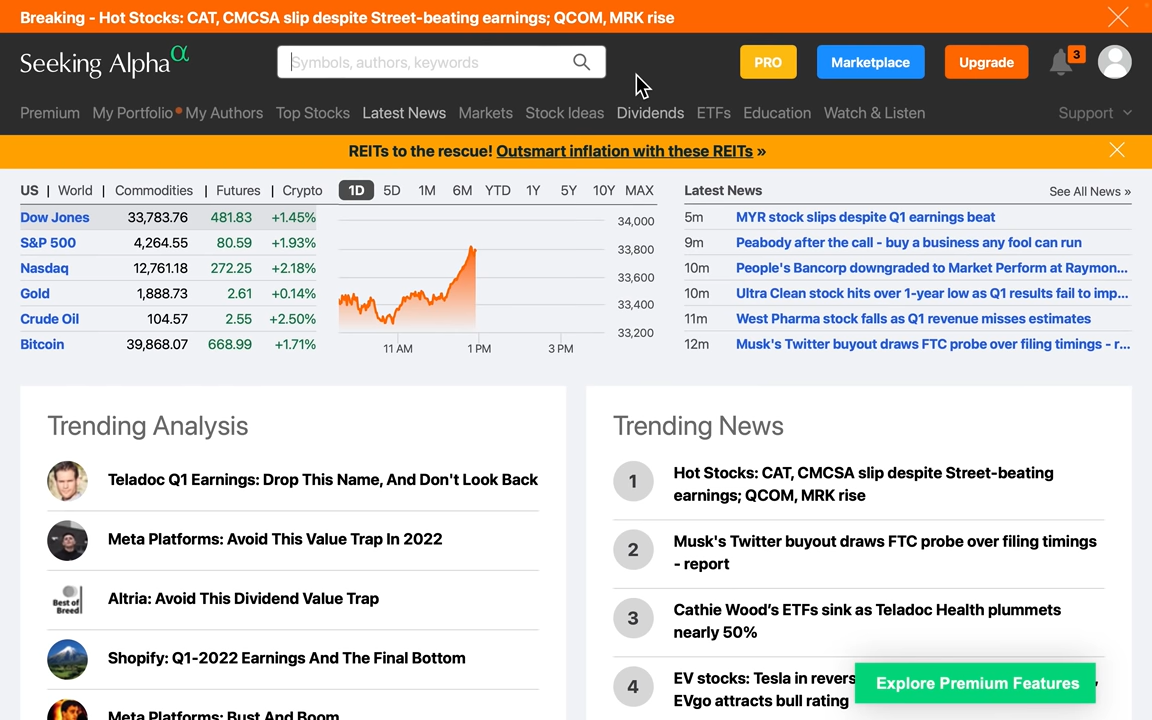 Breaking - Hot Stocks: CAT, CMCSA slip despite Street-beating earnings; QCOM, MRK rise
Seeking Alpha α
Symbols, authors, keywords
PRO
Marketplace
Upgrade
3
Premium My Portfolio My Authors Top Stocks Latest News Markets Stock Ideas Dividends ETFs Education Watch & Listen Support
REITs to the rescue! Outsmart inflation with these REITs »
US | World | Commodities | Futures | Crypto
Dow Jones 33,783.76 481.83 +1.45%
S&P 500 4,264.55 80.59 +1.93%
Nasdaq 12,761.18 272.25 +2.18%
Gold 1,888.73 2.61 +0.14%
Crude Oil 104.57 2.55 +2.50%
Bitcoin 39,868.07 668.99 +1.71%
1D 5D 1M 6M YTD 1Y 5Y 10Y MAX
34,000
33,800
33,600
33,400
33,200
11 AM 1 PM 3 PM
Latest News See All News »
5m MYR stock slips despite Q1 earnings beat
9m Peabody after the call - buy a business any fool can run
10m People's Bancorp downgraded to Market Perform at Raymon...
10m Ultra Clean stock hits over 1-year low as Q1 results fail to imp...
11m West Pharma stock falls as Q1 revenue misses estimates
12m Musk's Twitter buyout draws FTC probe over filing timings - r...
Trending Analysis
Teladoc Q1 Earnings: Drop This Name, And Don't Look Back
Meta Platforms: Avoid This Value Trap In 2022
Best of
Breed
Altria: Avoid This Dividend Value Trap
Shopify: Q1-2022 Earnings And The Final Bottom
Meta Platforms: Bust And Boom
Trending News
1
Hot Stocks: CAT, CMCSA slip despite Street-beating
earnings; QCOM, MRK rise
2
Musk's Twitter buyout draws FTC probe over filing timings
- report
3
Cathie Wood’s ETFs sink as Teladoc Health plummets
nearly 50%
4
EV stocks: Tesla in revers
EVgo attracts bull rating
Explore Premium Features